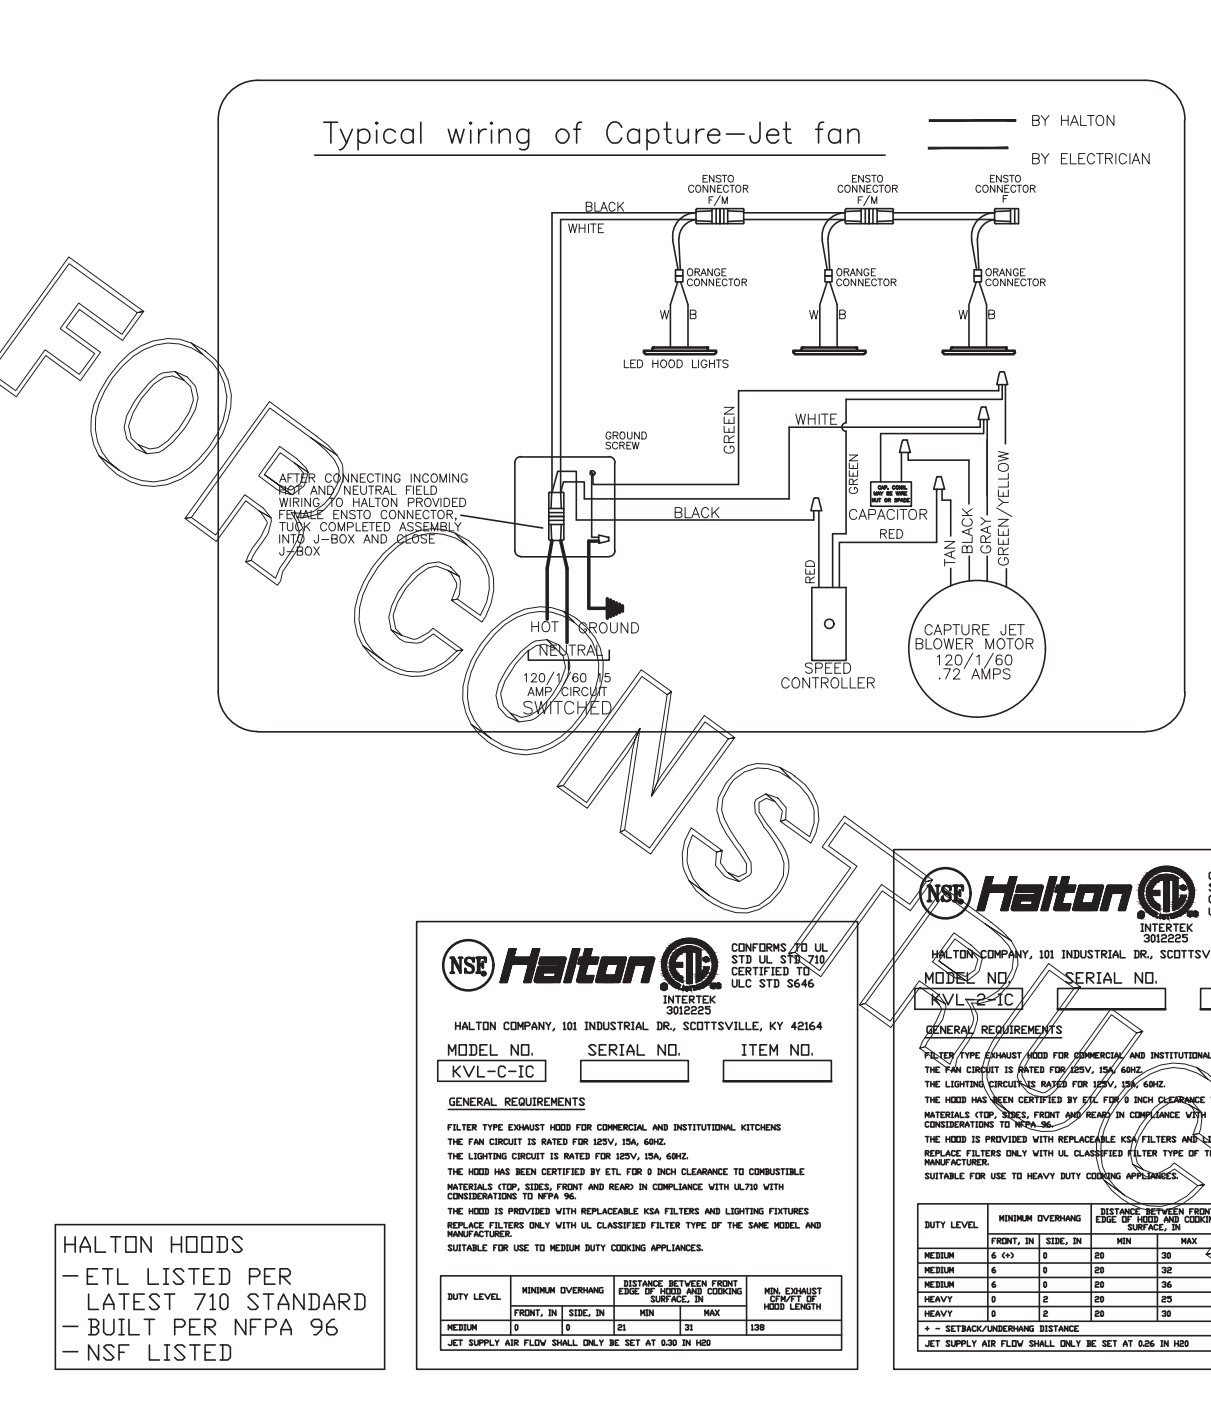 Typical wiring of Capture-Jet fan
BY HALTON
BY ELECTRICIAN
ENSTO
CONNECTOR
F/M
ENSTO
CONNECTOR
F/M
ENSTO
CONNECTOR
F
BLACK
WHITE
ORANGE
CONNECTOR
ORANGE
CONNECTOR
ORANGE
CONNECTOR
W B
W B
W B
LED HOOD LIGHTS
GREEN
WHITE
GROUND
SCREW
GREEN
AFTER CONNECTING INCOMING
HOT AND NEUTRAL FIELD
WIRING TO HALTON PROVIDED
FEMALE ENSTO CONNECTOR,
TUCK COMPLETED ASSEMBLY
INTO J-BOX AND CLOSE
J-BOX
CAP. CONN.
MAY BE WIRE
NUT OR SPADE
CAPACITOR
BLACK
RED
RED
TAN
BLACK
GRAY
GREEN/YELLOW
HOT
GROUND
NEUTRAL
120/1/60 15
AMP CIRCUIT
SWITCHED
SPEED
CONTROLLER
CAPTURE JET
BLOWER MOTOR
120/1/60
.72 AMPS
FOR CONSTRUC
HALTON HOODS
- ETL LISTED PER
LATEST 710 STANDARD
- BUILT PER NFPA 96
- NSF LISTED
NSF Halton ETL
INTERTEK
3012225
CONFORMS TO UL
STD UL STD 710
CERTIFIED TO
ULC STD S646
HALTON COMPANY, 101 INDUSTRIAL DR., SCOTTSVILLE, KY 42164
MODEL NO. SERIAL NO. ITEM NO.
KVL-C-IC
GENERAL REQUIREMENTS
FILTER TYPE EXHAUST HOOD FOR COMMERCIAL AND INSTITUTIONAL KITCHENS
THE FAN CIRCUIT IS RATED FOR 125V, 15A, 60HZ.
THE LIGHTING CIRCUIT IS RATED FOR 125V, 15A, 60HZ.
THE HOOD HAS BEEN CERTIFIED BY ETL FOR 0 INCH CLEARANCE TO COMBUSTIBLE
MATERIALS (TOP, SIDES, FRONT AND REAR) IN COMPLIANCE WITH UL710 WITH
CONSIDERATIONS TO NFPA 96.
THE HOOD IS PROVIDED WITH REPLACEABLE KSA FILTERS AND LIGHTING FIXTURES
REPLACE FILTERS ONLY WITH UL CLASSIFIED FILTER TYPE OF THE SAME MODEL AND
MANUFACTURER.
SUITABLE FOR USE TO MEDIUM DUTY COOKING APPLIANCES.
DUTY LEVEL
MINIMUM OVERHANG
DISTANCE BETWEEN FRONT
EDGE OF HOOD AND COOKING
SURFACE, IN
MIN. EXHAUST
CFM/FT OF
HOOD LENGTH
FRONT, IN SIDE, IN MIN MAX
MEDIUM 0 0 21 31 138
JET SUPPLY AIR FLOW SHALL ONLY BE SET AT 0.30 IN H2O
NSF Halton ETL
INTERTEK
3012225
HALTON COMPANY, 101 INDUSTRIAL DR., SCOTTSV
MODEL NO. SERIAL NO.
KVL-2-IC
GENERAL REQUIREMENTS
FILTER TYPE EXHAUST HOOD FOR COMMERCIAL AND INSTITUTIONAL
THE FAN CIRCUIT IS RATED FOR 125V, 15A, 60HZ.
THE LIGHTING CIRCUIT IS RATED FOR 125V, 15A, 60HZ.
THE HOOD HAS BEEN CERTIFIED BY ETL FOR 0 INCH CLEARANCE
MATERIALS (TOP, SIDES, FRONT AND REAR) IN COMPLIANCE WITH
CONSIDERATIONS TO NFPA 96.
THE HOOD IS PROVIDED WITH REPLACEABLE KSA FILTERS AND LI
REPLACE FILTERS ONLY WITH UL CLASSIFIED FILTER TYPE OF T
MANUFACTURER.
SUITABLE FOR USE TO HEAVY DUTY COOKING APPLIANCES.
DUTY LEVEL
MINIMUM OVERHANG
DISTANCE BETWEEN FRONT
EDGE OF HOOD AND COOKIN
SURFACE, IN
FRONT, IN SIDE, IN MIN MAX
MEDIUM 6 (+) 0 20 30
MEDIUM 6 0 20 32
MEDIUM 6 0 20 36
HEAVY 0 2 20 25
HEAVY 0 2 20 30
+ - SETBACK/UNDERHANG DISTANCE
JET SUPPLY AIR FLOW SHALL ONLY BE SET AT 0.26 IN H2O